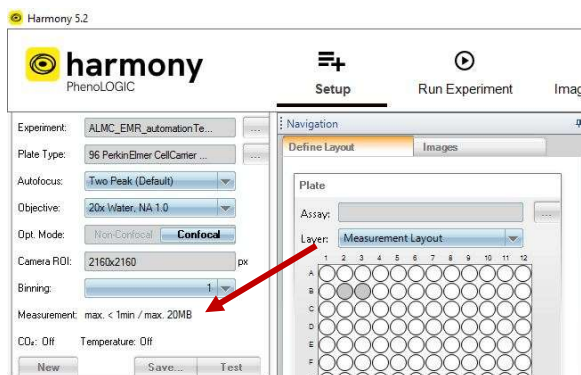 Harmony 5.2
harmony
PhenoLOGIC
Setup
Run Experiment
Imag
Experiment: ALMC_EMR_automationTe... ...
Plate Type: 96 PerkinElmer CellCarrier ... ...
Autofocus: Two Peak (Default)
Objective: 20x Water, NA 1.0
Opt. Mode: Non-Confocal Confocal
Camera ROI: 2160x2160 px
Binning: 1
Measurement: max. < 1min / max. 20MB
CO₂: Off Temperature: Off
New Save... Test
Navigation
Define Layout Images
Plate
Assay: ...
Layer: Measurement Layout
1 2 3 4 5 6 7 8 9 10 11 12
A
B
C
D
E
F